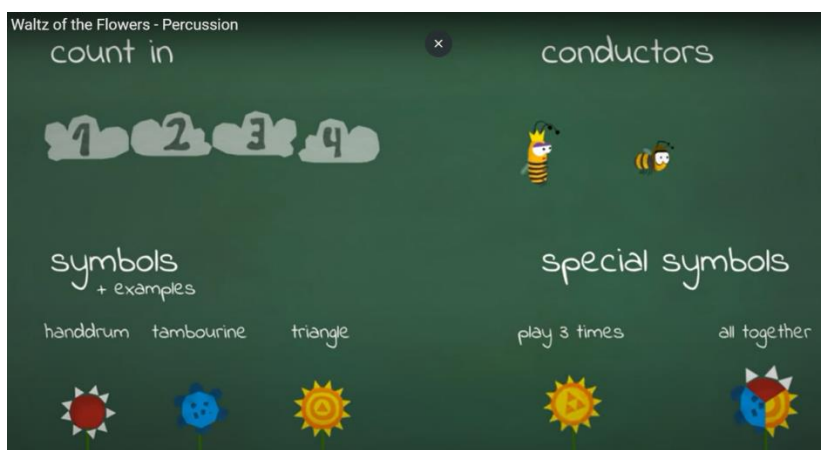 Waltz of the Flowers - Percussion
count in
conductors
1 2 3 4
symbols
+ examples
special symbols
handdrum tambourine triangle
play 3 times
all together